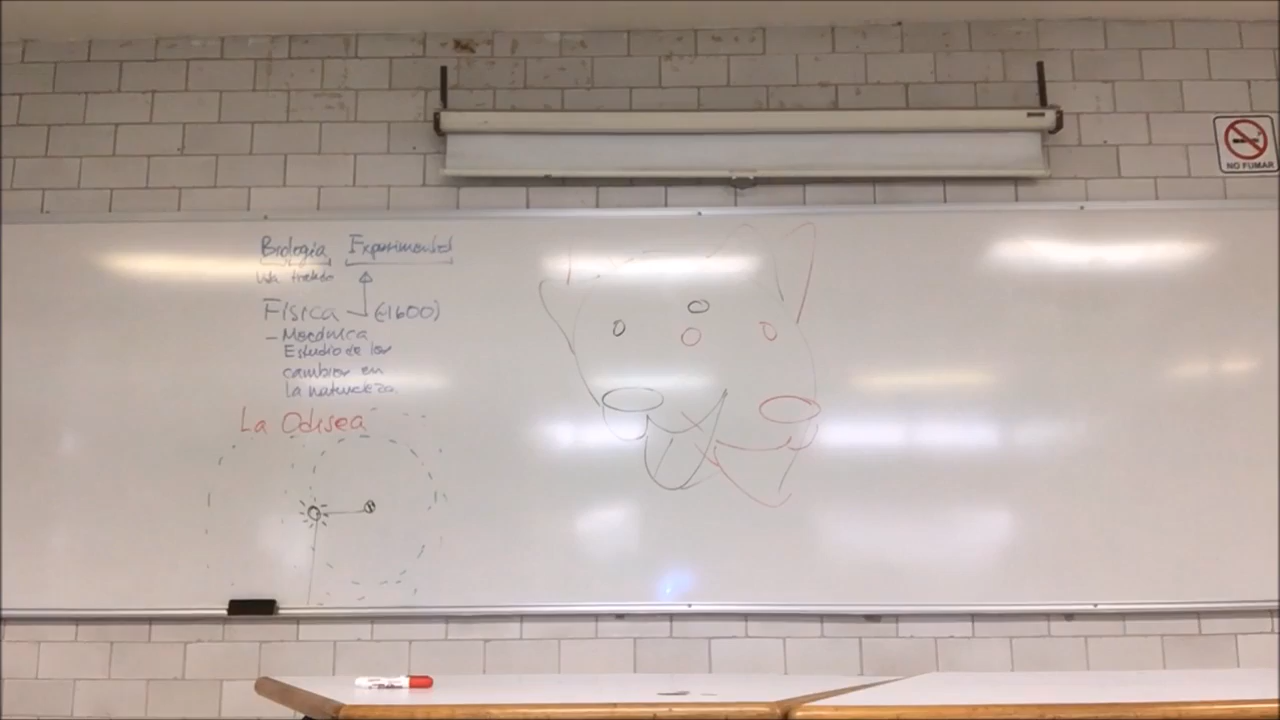 Biología Experimental
Física (~1600)
- Mecánica
Estudio de los
cambios en
la naturaleza.
La Odisea
NO FUMAR